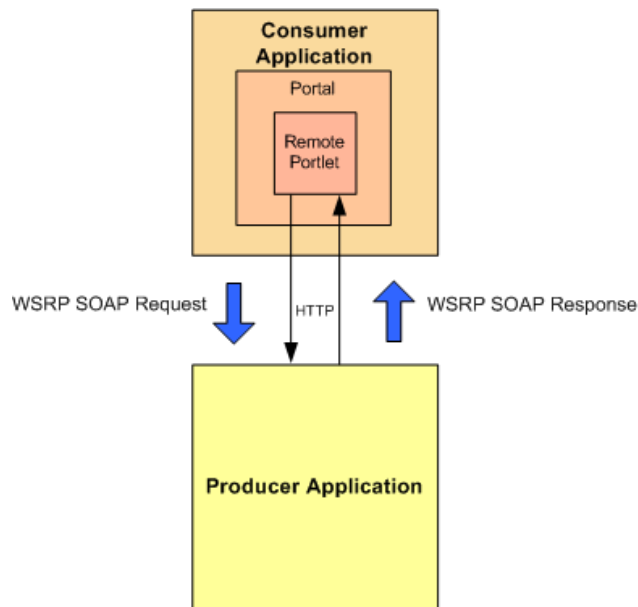 Consumer
Application
Portal
Remote
Portlet
WSRP SOAP Request
HTTP
WSRP SOAP Response
Producer Application